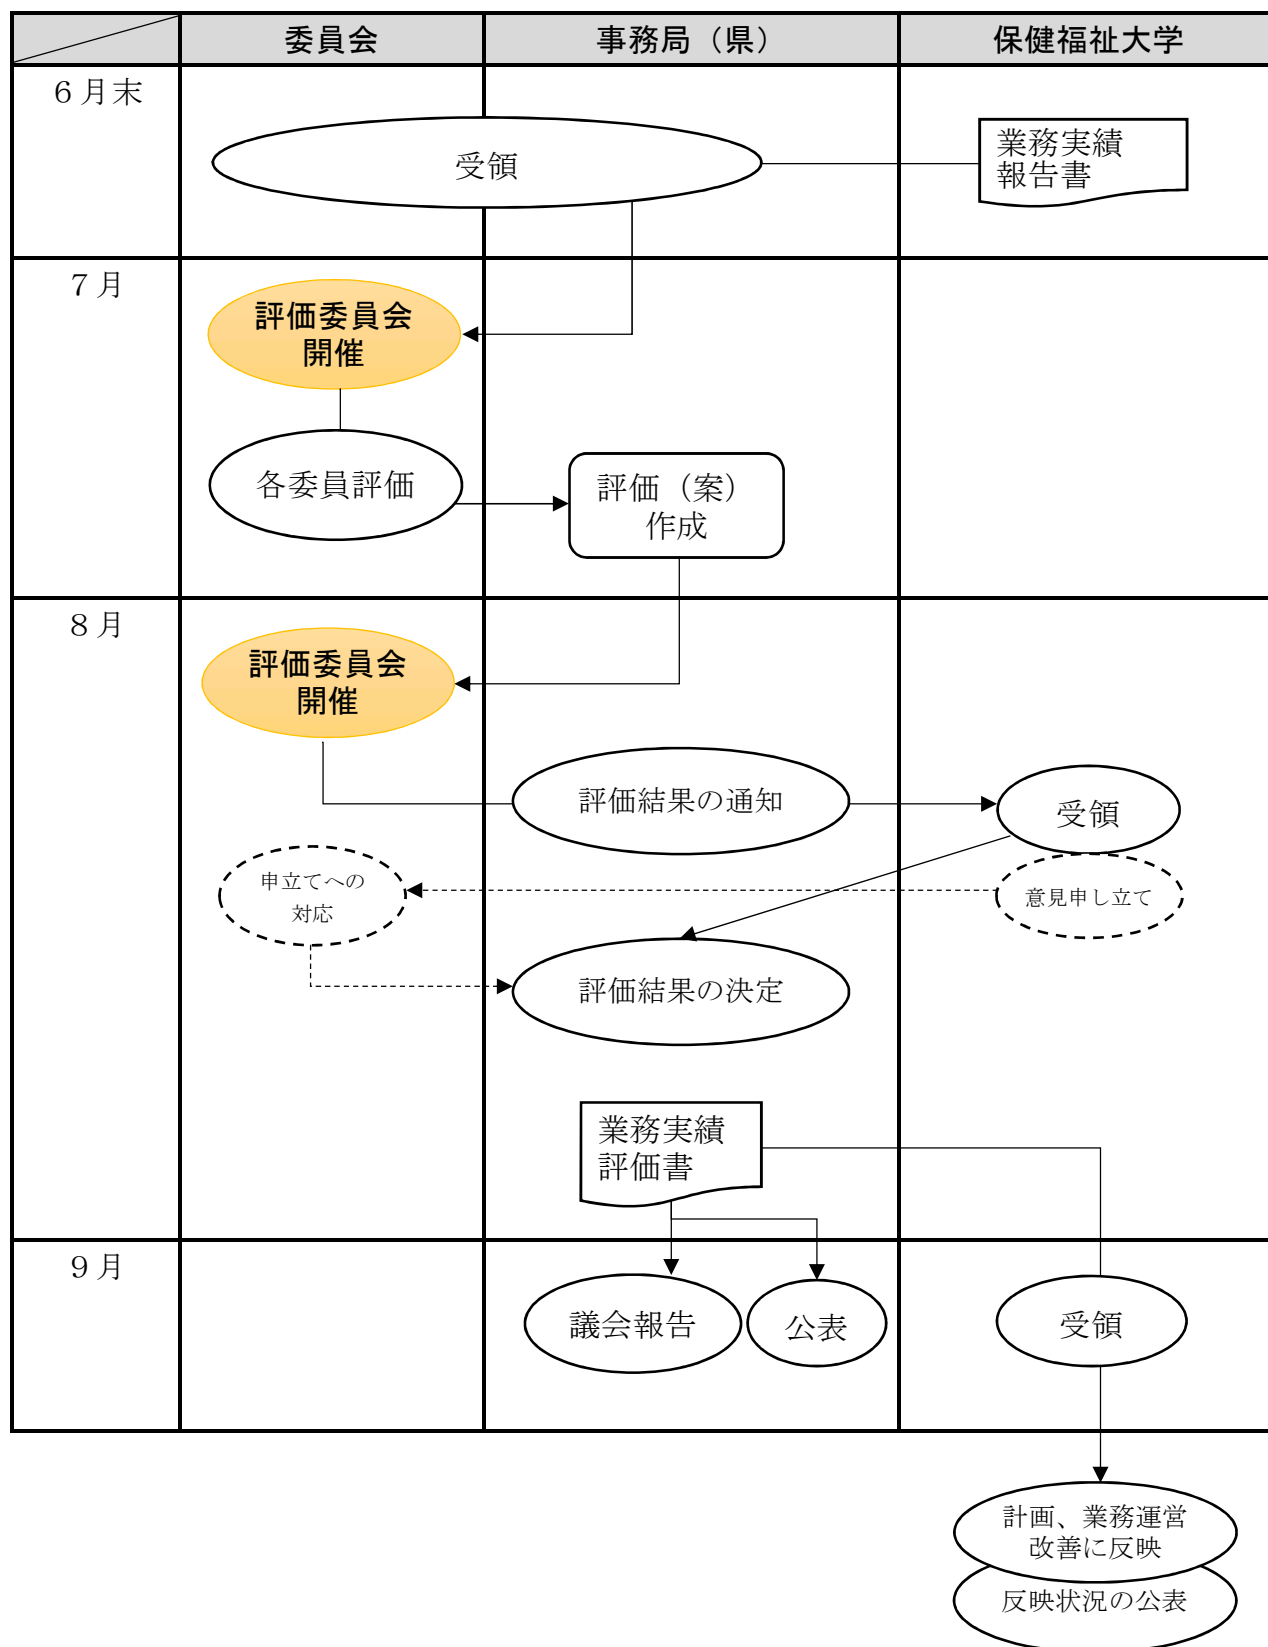 委員会
事務局（県）
保健福祉大学
６月末
受領
業務実績
報告書
７月
評価委員会
開催
各委員評価
評価（案）
作成
８月
評価委員会
開催
評価結果の通知
受領
申立てへの
対応
意見申し立て
評価結果の決定
業務実績
評価書
９月
議会報告
公表
受領
計画、業務運営
改善に反映
反映状況の公表